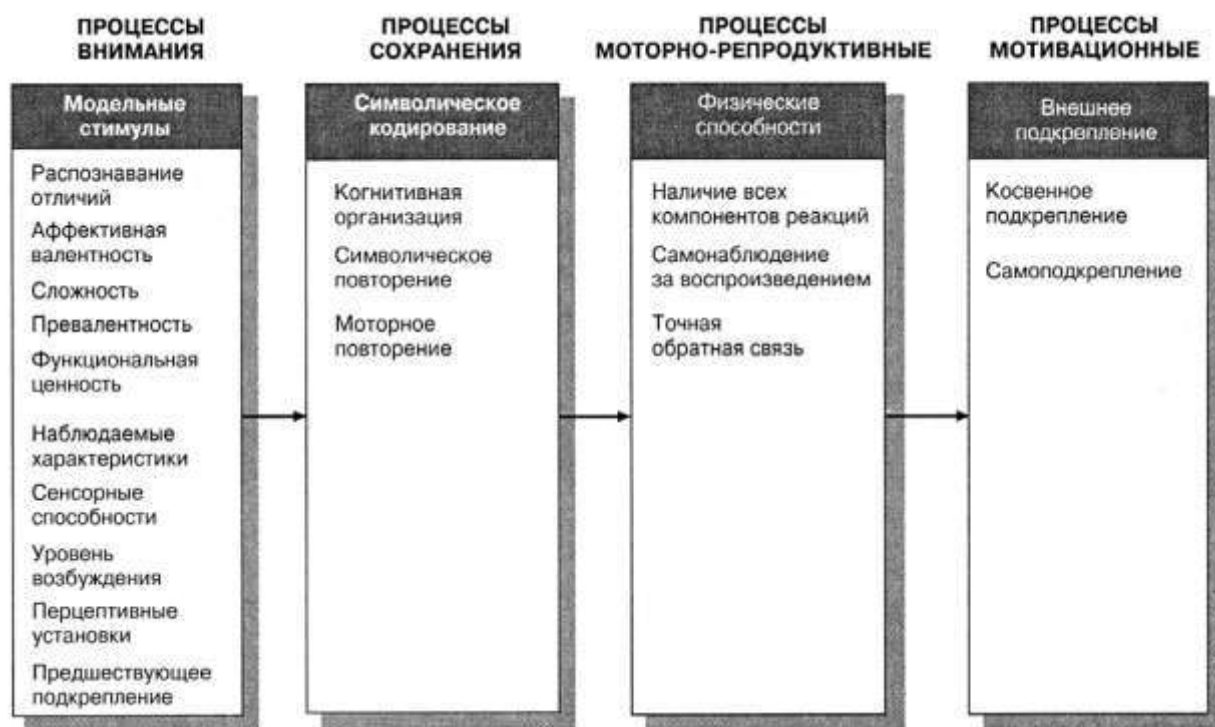 ПРОЦЕССЫ
ВНИМАНИЯ
Модельные
стимулы
Распознавание
отличий
Аффективная
валентность
Сложность
Превалентность
Функциональная
ценность
Наблюдаемые
характеристики
Сенсорные
способности
Уровень
возбуждения
Перцептивные
установки
Предшествующее
подкрепление
ПРОЦЕССЫ
СОХРАНЕНИЯ
Символическое
кодирование
Когнитивная
организация
Символическое
повторение
Моторное
повторение
ПРОЦЕССЫ
МОТОРНО-РЕПРОДУКТИВНЫЕ
Физические
способности
Наличие всех
компонентов реакций
Самонаблюдение
за воспроизведением
Точная
обратная связь
ПРОЦЕССЫ
МОТИВАЦИОННЫЕ
Внешнее
подкрепление
Косвенное
подкрепление
Самоподкрепление